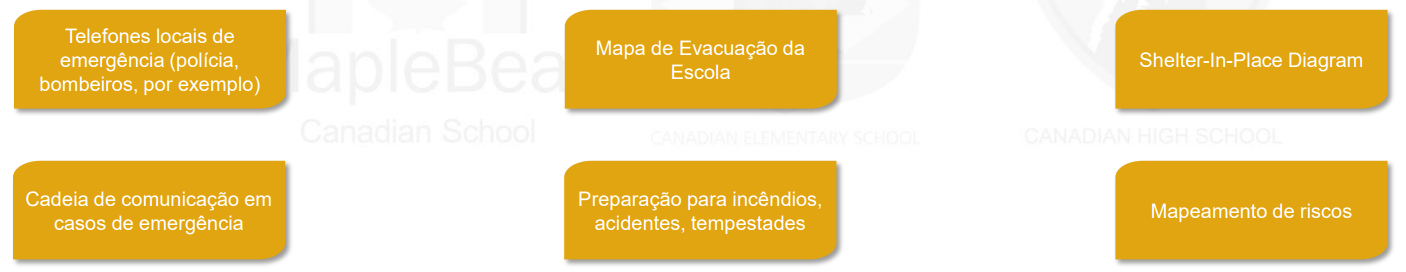 Telefones locais de
emergência (polícia,
bombeiros, por exemplo)
Mapa de Evacuação da
Escola
Shelter-In-Place Diagram
MapleBea
Canadian School
CANADIAN ELEMENTARY SCHOOL
CANADIAN HIGH SCHOOL
Cadeia de comunicação em
casos de emergência
Preparação para incêndios,
acidentes, tempestades
Mapeamento de riscos